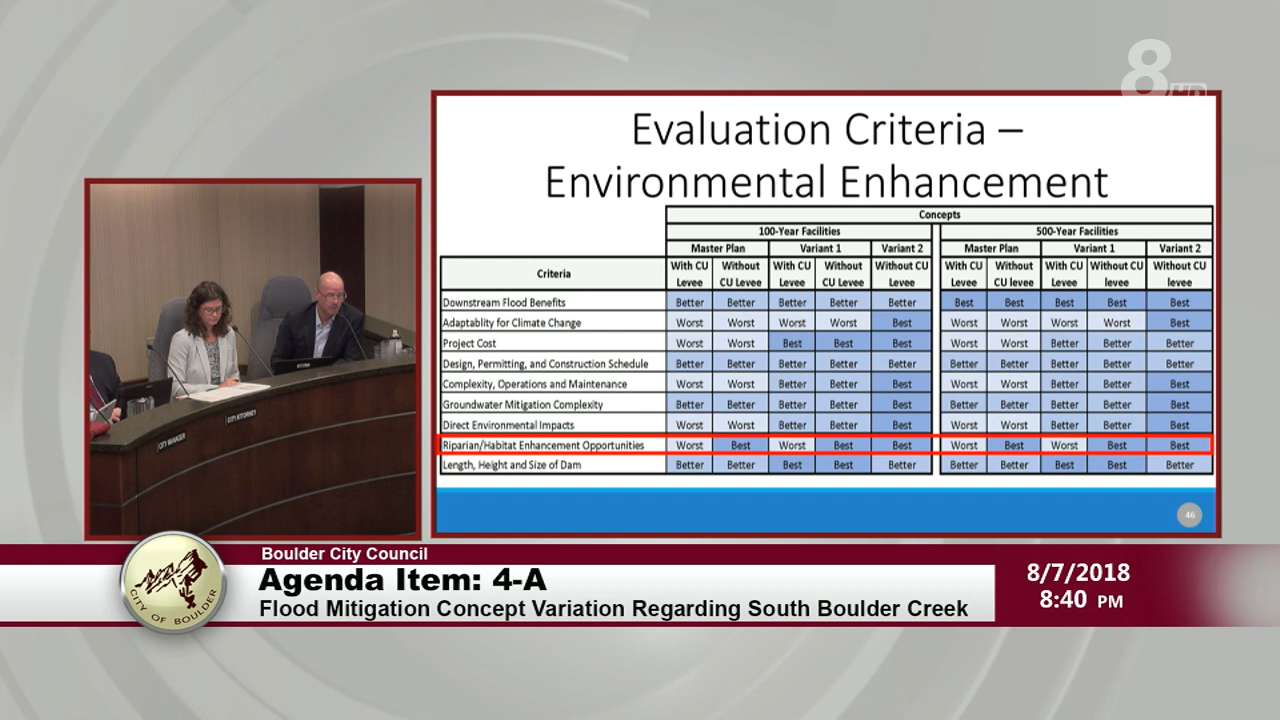 8
HD
Evaluation Criteria –
Environmental Enhancement
Concepts
100-Year Facilities 500-Year Facilities
Master Plan Variant 1 Variant 2 Master Plan Variant 1 Variant 2
Criteria
With CU Without With CU Without Without CU With CU Without With CU Without CU Without CU
Levee CU Levee Levee CU Levee Levee Levee CU levee Levee levee levee
Downstream Flood Benefits Better Better Better Better Better Best Best Best Best Best
Adaptablity for Climate Change Worst Worst Worst Worst Best Worst Worst Worst Worst Best
Project Cost Worst Worst Best Best Best Worst Worst Better Better Better
Design, Permitting, and Construction Schedule Better Better Better Better Better Better Better Better Better Better
Complexity, Operations and Maintenance Worst Worst Better Better Best Worst Worst Better Better Best
Groundwater Mitigation Complexity Better Better Better Better Best Better Better Better Better Best
Direct Environmental Impacts Worst Worst Better Better Best Worst Worst Better Better Best
Riparian/Habitat Enhancement Opportunities Worst Best Worst Best Best Worst Best Worst Best Best
Length, Height and Size of Dam Better Better Best Best Better Better Better Best Best Better
46
CITY MANAGER
CITY ATTORNEY
CITY OF BOULDER
Boulder City Council
Agenda Item: 4-A
Flood Mitigation Concept Variation Regarding South Boulder Creek
8/7/2018
8:40 PM